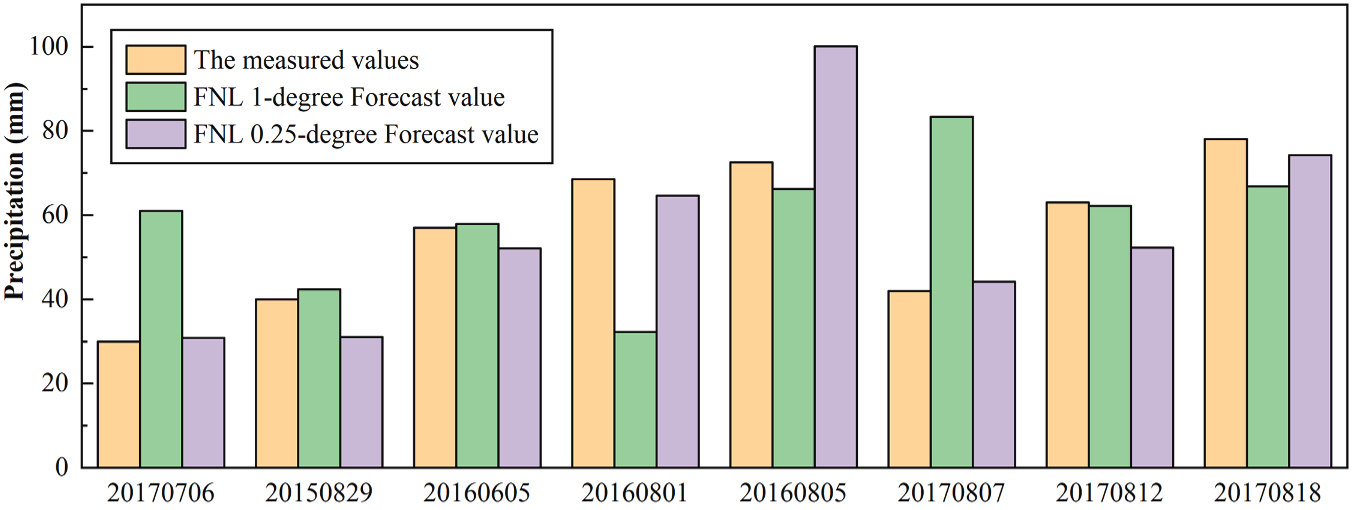 The measured values
FNL 1-degree Forecast value
FNL 0.25-degree Forecast value
Precipitation (mm)
100
80
60
40
20
0
20170706 20150829 20160605 20160801 20160805 20170807 20170812 20170818